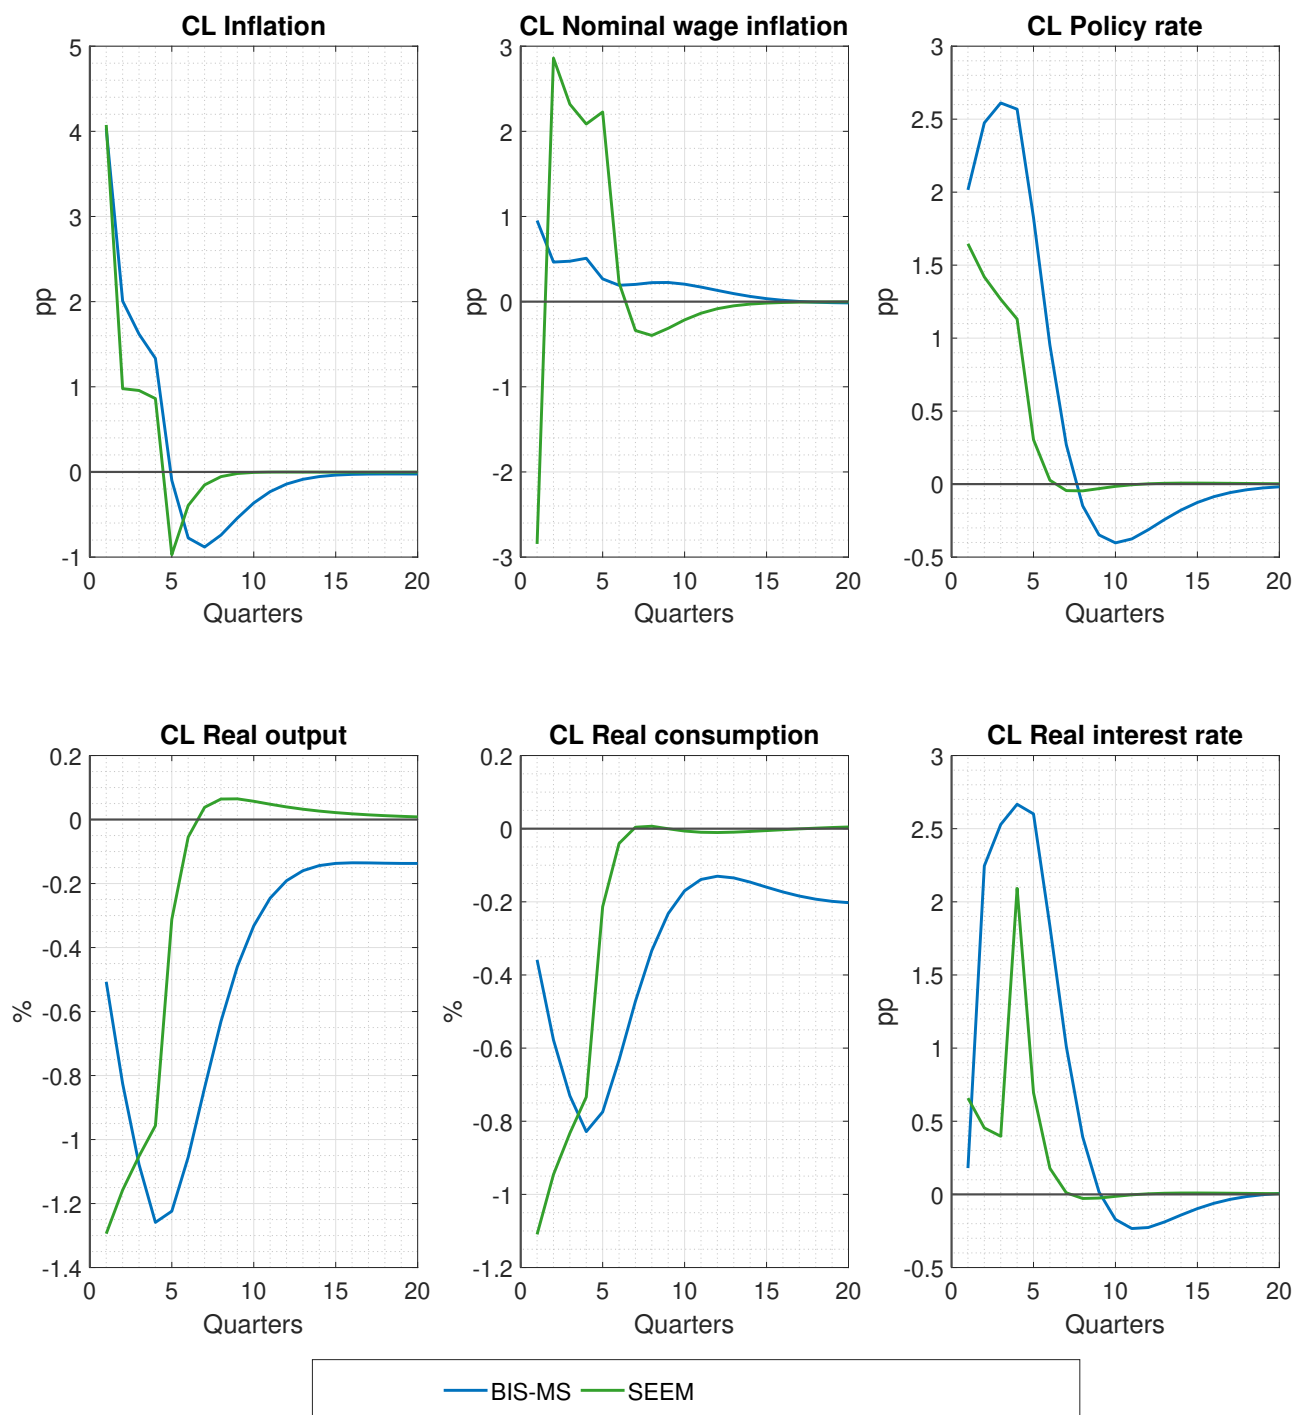 CL Inflation
5
4
3
2
1
0
-1
pp
0 5 10 15 20
Quarters
CL Nominal wage inflation
3
2
1
0
-1
-2
-3
pp
0 5 10 15 20
Quarters
CL Policy rate
3
2.5
2
1.5
1
0.5
0
-0.5
pp
0 5 10 15 20
Quarters
CL Real output
0.2
0
-0.2
-0.4
-0.6
-0.8
-1
-1.2
-1.4
%
0 5 10 15 20
Quarters
CL Real consumption
0.2
0
-0.2
-0.4
-0.6
-0.8
-1
-1.2
%
0 5 10 15 20
Quarters
CL Real interest rate
3
2.5
2
1.5
1
0.5
0
-0.5
pp
0 5 10 15 20
Quarters
BIS-MS SEEM